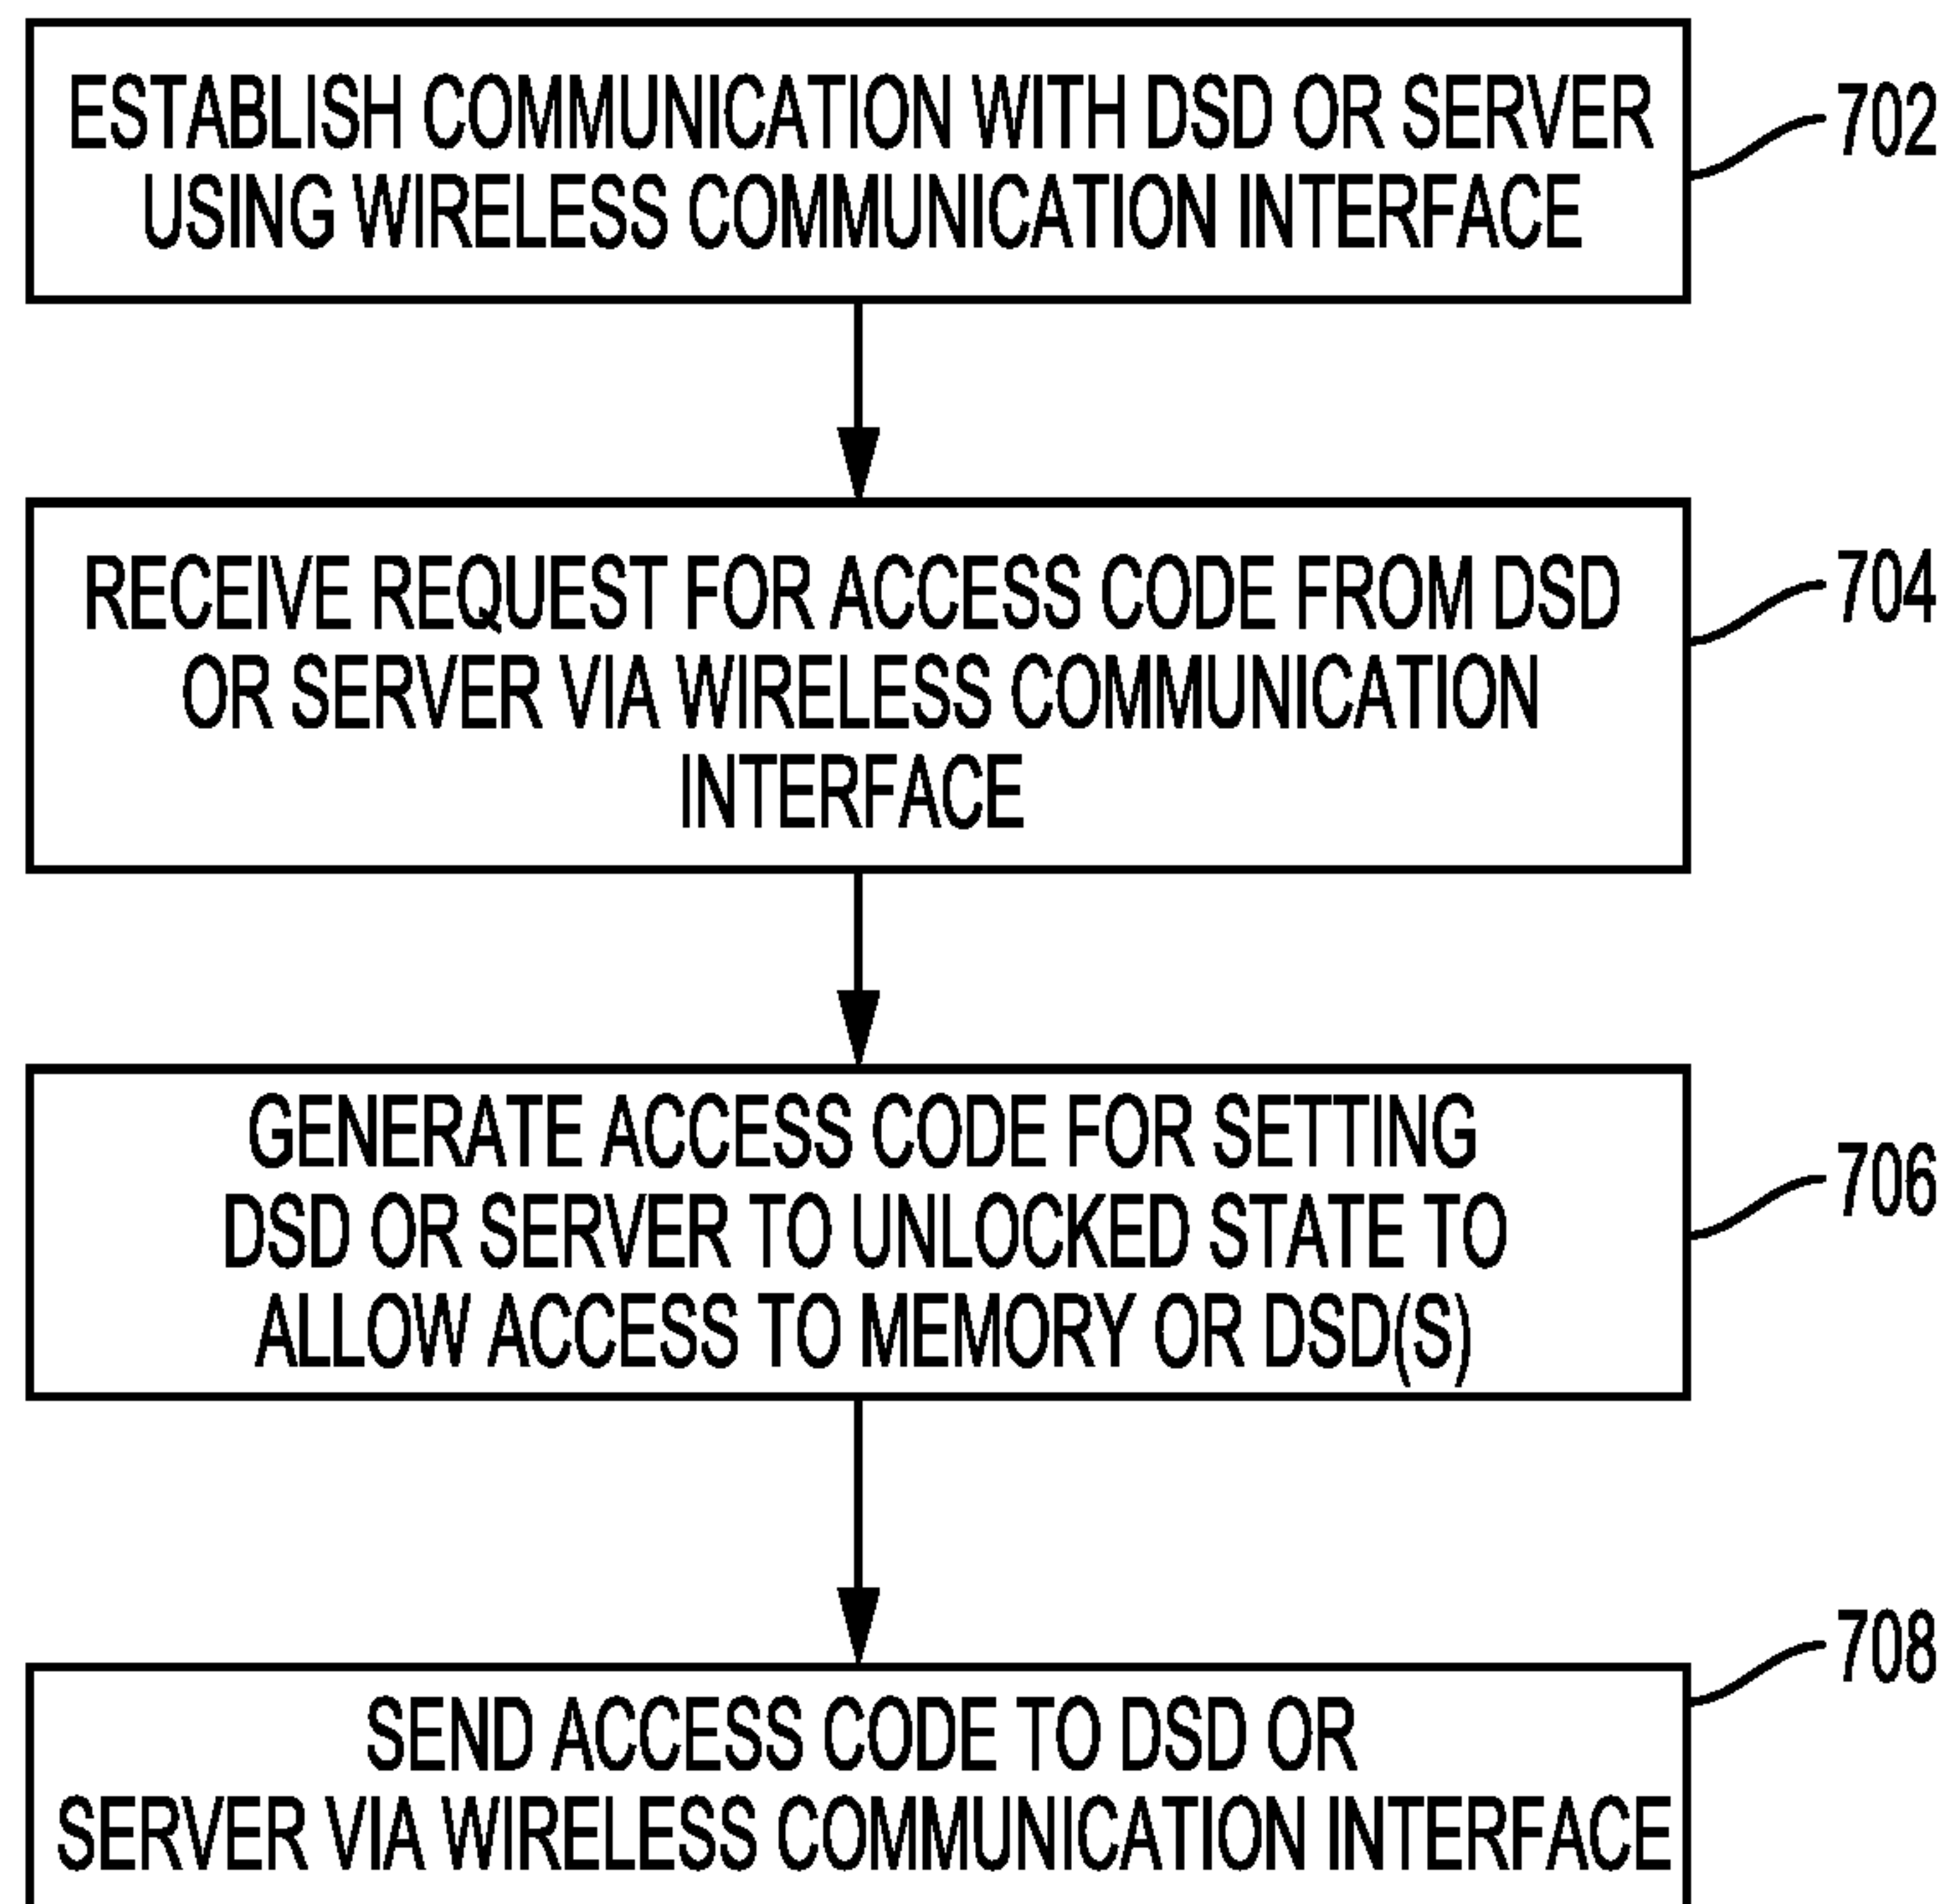 ESTABLISH COMMUNICATION WITH DSD OR SERVER
USING WIRELESS COMMUNICATION INTERFACE
702
RECEIVE REQUEST FOR ACCESS CODE FROM DSD
OR SERVER VIA WIRELESS COMMUNICATION
INTERFACE
704
GENERATE ACCESS CODE FOR SETTING
DSD OR SERVER TO UNLOCKED STATE TO
ALLOW ACCESS TO MEMORY OR DSD(S)
706
SEND ACCESS CODE TO DSD OR
SERVER VIA WIRELESS COMMUNICATION INTERFACE
708